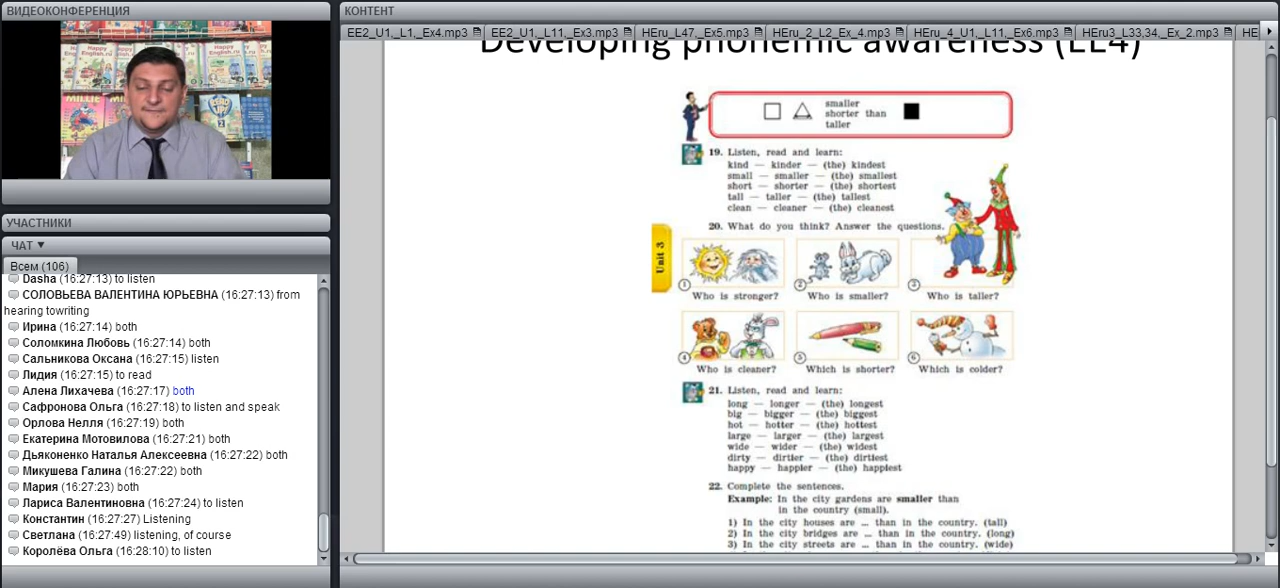 ВИДЕОКОНФЕРЕНЦИЯ
УЧАСТНИКИ
ЧАТ
Всем (106)
Dasha (16:27:13) to listen
СОЛОВЬЕВА ВАЛЕНТИНА ЮРЬЕВНА (16:27:13) from
hearing towriting
Ирина (16:27:14) both
Соломкина Любовь (16:27:14) both
Сальникова Оксана (16:27:15) listen
Лидия (16:27:15) to read
Алена Лихачева (16:27:17) both
Сафронова Ольга (16:27:18) to listen and speak
Орлова Нелля (16:27:19) both
Екатерина Мотовилова (16:27:21) both
Дьяконенко Наталья Алексеевна (16:27:22) both
Микушева Галина (16:27:22) both
Мария (16:27:23) both
Лариса Валентиновна (16:27:24) to listen
Константин (16:27:27) Listening
Светлана (16:27:49) listening, of course
Королёва Ольга (16:28:10) to listen
КОНТЕНТ
EE2_U1,_L1,_Ex4.mp3 EE2_U1,_L11,_Ex3.mp3 HEru_L47,_Ex5.mp3 HEru_2_L2_Ex_4.mp3 HEru_4_U1,_L11,_Ex6.mp3 HEru3_L33,34,_Ex_2.mp3 HE
Developing phonemic awareness (EE4)
smaller
shorter than
taller
19. Listen, read and learn:
kind — kinder — (the) kindest
small — smaller — (the) smallest
short — shorter — (the) shortest
tall — taller — (the) tallest
clean — cleaner — (the) cleanest
Unit 3
20. What do you think? Answer the questions.
1 Who is stronger?
2 Who is smaller?
3 Who is taller?
4 Who is cleaner?
5 Which is shorter?
6 Which is colder?
21. Listen, read and learn:
long — longer — (the) longest
big — bigger — (the) biggest
hot — hotter — (the) hottest
large — larger — (the) largest
wide — wider — (the) widest
dirty — dirtier — (the) dirtiest
happy — happier — (the) happiest
22. Complete the sentences.
Example: In the city gardens are smaller than
in the country (small).
1) In the city houses are ... than in the country. (tall)
2) In the city bridges are ... than in the country. (long)
3) In the city streets are ... than in the country. (wide)